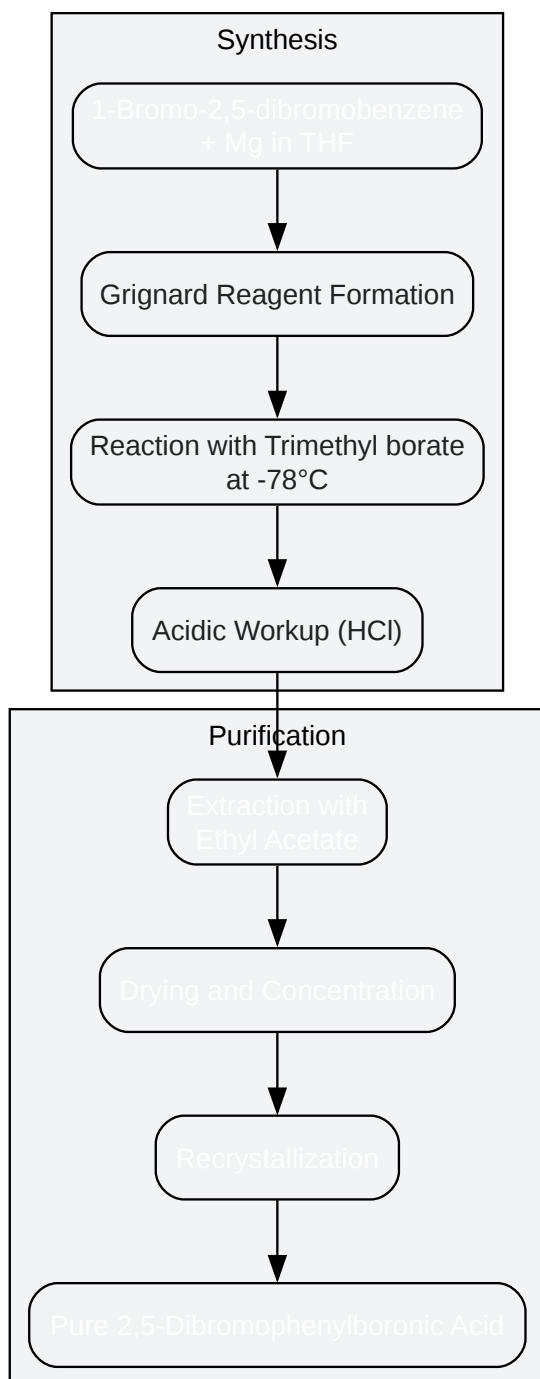 Synthesis
1-Bromo-2,5-dibromobenzene
+ Mg in THF
Grignard Reagent Formation
Reaction with Trimethyl borate
at -78°C
Acidic Workup (HCl)
Purification
Extraction with
Ethyl Acetate
Drying and Concentration
Recrystallization
Pure 2,5-Dibromophenylboronic Acid